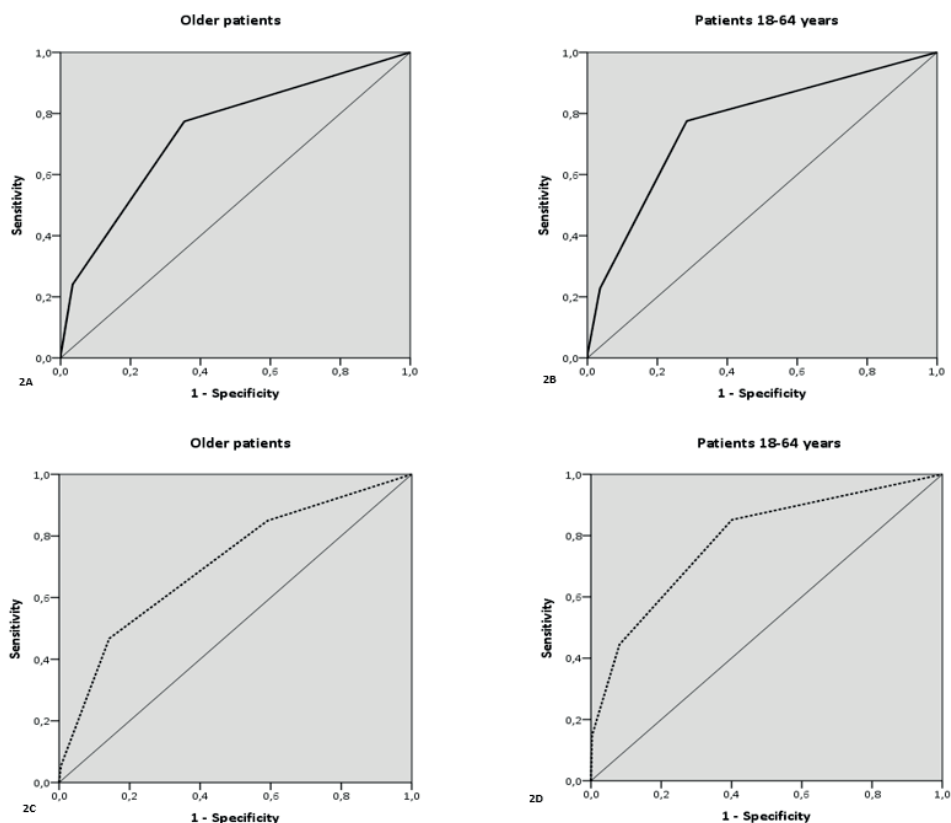 Older patients
1,0
0,8
0,6
0,4
0,2
0,0
Sensitivity
0,0 0,2 0,4 0,6 0,8 1,0
1 - Specificity
2A
Patients 18-64 years
1,0
0,8
0,6
0,4
0,2
0,0
Sensitivity
0,0 0,2 0,4 0,6 0,8 1,0
1 - Specificity
2B
Older patients
1,0
0,8
0,6
0,4
0,2
0,0
Sensitivity
0,0 0,2 0,4 0,6 0,8 1,0
1 - Specificity
2C
Patients 18-64 years
1,0
0,8
0,6
0,4
0,2
0,0
Sensitivity
0,0 0,2 0,4 0,6 0,8 1,0
1 - Specificity
2D